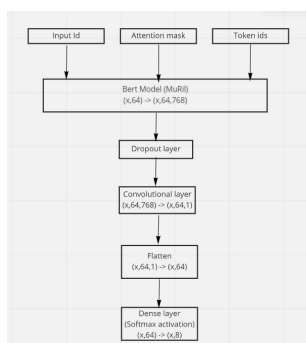 Input Id
Attention mask
Token ids
Bert Model (MuRil)
(x,64) -> (x,64,768)
Dropout layer
Convolutional layer
(x,64,768) -> (x,64,1)
Flatten
(x,64,1) -> (x,64)
Dense layer
(Softmax activation)
(x,64) -> (x,8)